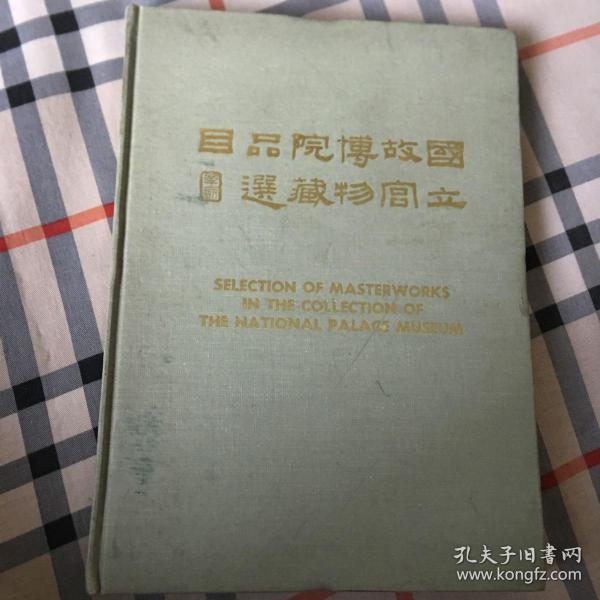 國立
故宮
博物
院藏
品選
目
SELECTION OF MASTERWORKS
IN THE COLLECTION OF
THE NATIONAL PALACE MUSEUM
孔夫子旧书网
www.kongfz.com